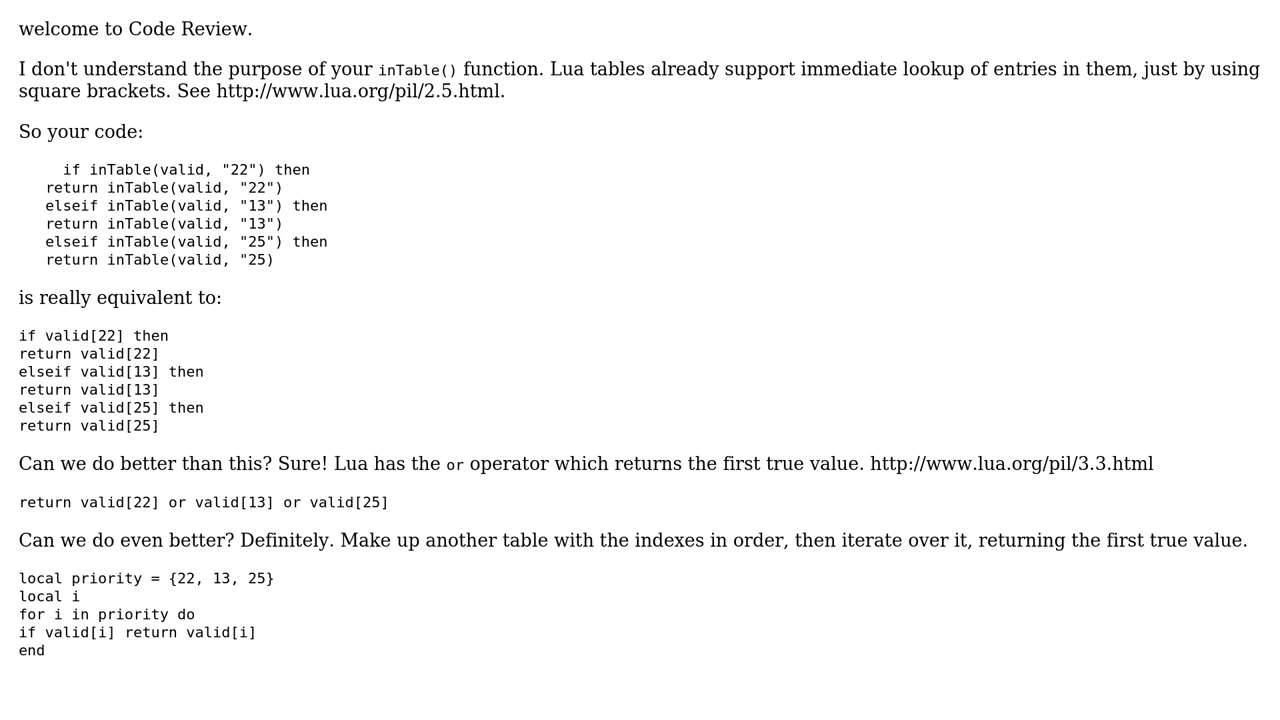 welcome to Code Review.
I don't understand the purpose of your inTable() function. Lua tables already support immediate lookup of entries in them, just by using
square brackets. See http://www.lua.org/pil/2.5.html.
So your code:
     if inTable(valid, "22") then
   return inTable(valid, "22")
   elseif inTable(valid, "13") then
   return inTable(valid, "13")
   elseif inTable(valid, "25") then
   return inTable(valid, "25)
is really equivalent to:
if valid[22] then
return valid[22]
elseif valid[13] then
return valid[13]
elseif valid[25] then
return valid[25]
Can we do better than this? Sure! Lua has the or operator which returns the first true value. http://www.lua.org/pil/3.3.html
return valid[22] or valid[13] or valid[25]
Can we do even better? Definitely. Make up another table with the indexes in order, then iterate over it, returning the first true value.
local priority = {22, 13, 25}
local i
for i in priority do
if valid[i] return valid[i]
end